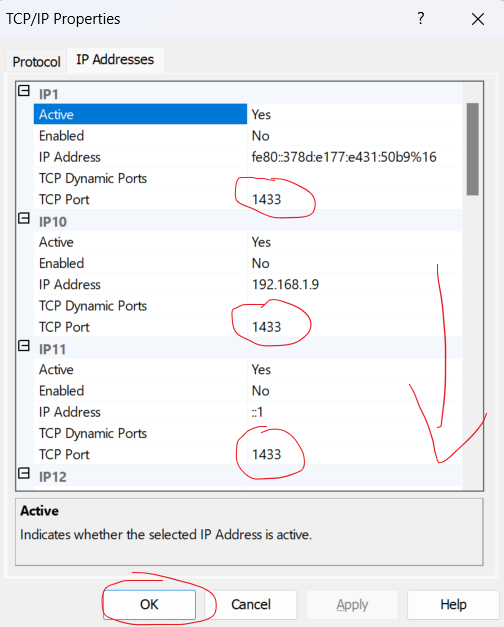 TCP/IP Properties ? ×
Protocol IP Addresses
IP1
Active Yes
Enabled No
IP Address fe80::378d:e177:e431:50b9%16
TCP Dynamic Ports
TCP Port 1433
IP10
Active Yes
Enabled No
IP Address 192.168.1.9
TCP Dynamic Ports
TCP Port 1433
IP11
Active Yes
Enabled No
IP Address ::1
TCP Dynamic Ports
TCP Port 1433
IP12
Active
Indicates whether the selected IP Address is active.
OK Cancel Apply Help